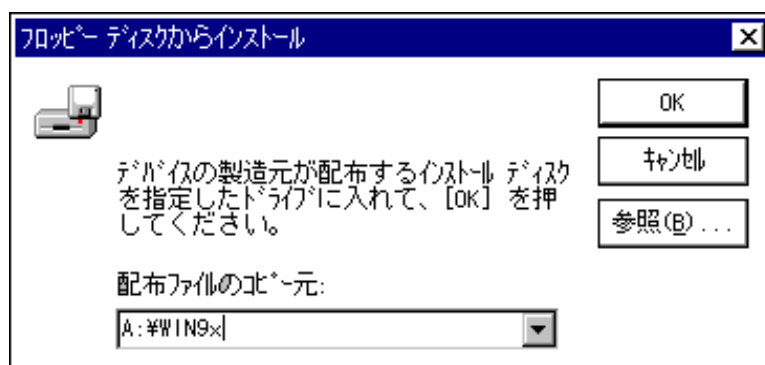 フロッピー ディスクからインストール
OK
デバイスの製造元が配布するインストール ディスク
を指定したドライブに入れて、[OK] を押
してください。
キャンセル
参照(B)...
配布ファイルのコピー元:
A:¥WIN9x